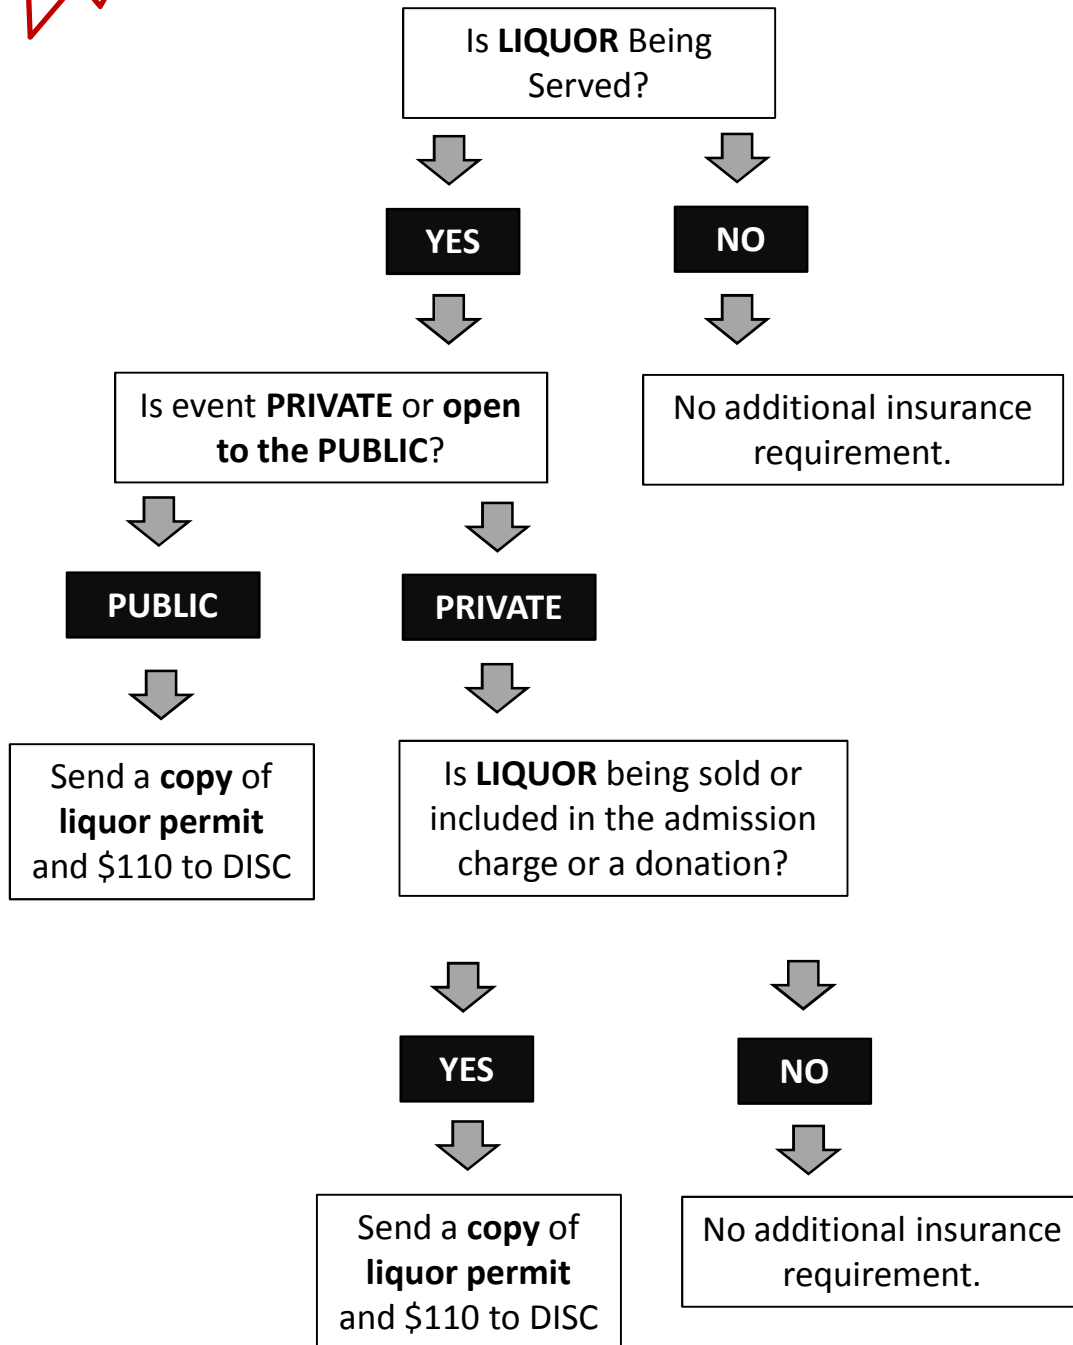 Is LIQUOR Being
Served?
YES
NO
Is event PRIVATE or open
to the PUBLIC?
No additional insurance
requirement.
PUBLIC
PRIVATE
Send a copy of
liquor permit
and $110 to DISC
Is LIQUOR being sold or
included in the admission
charge or a donation?
YES
NO
Send a copy of
liquor permit
and $110 to DISC
No additional insurance
requirement.